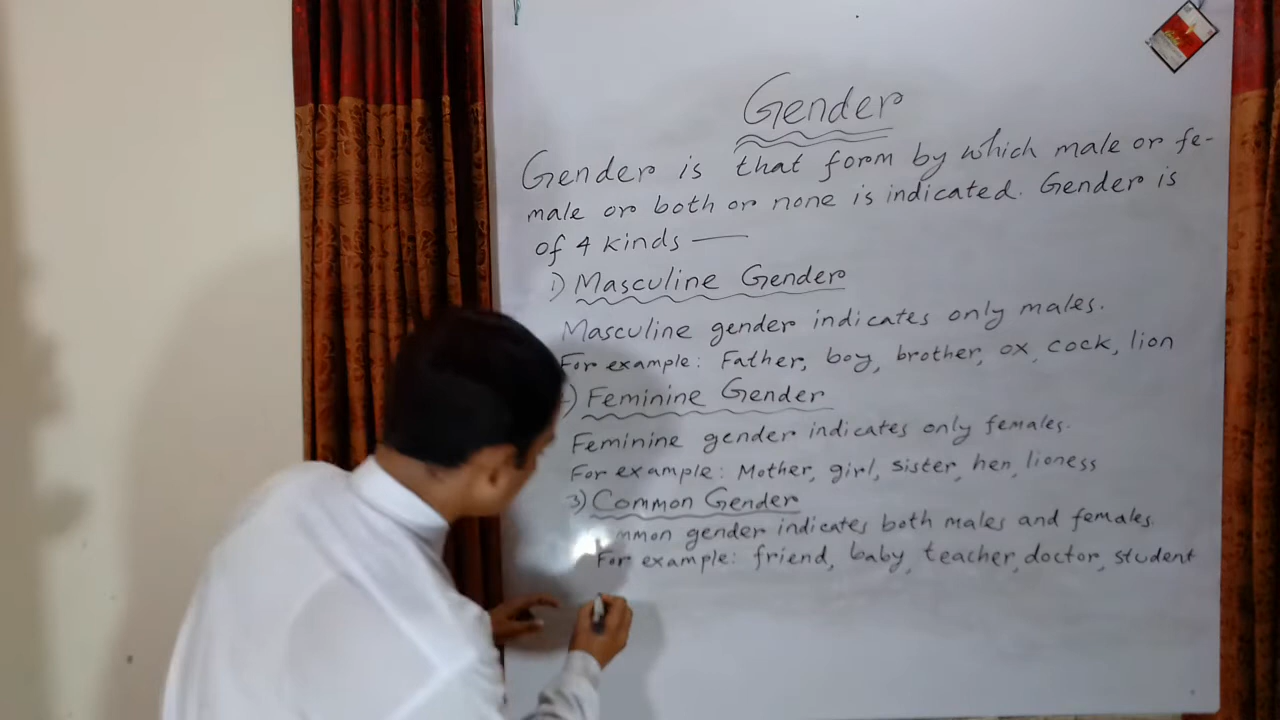 Gender
Gender is that form by which male or fe-
male or both or none is indicated. Gender is
of 4 kinds —
1) Masculine Gender
Masculine gender indicates only males.
For example: Father, boy, brother, ox, cock, lion
) Feminine Gender
Feminine gender indicates only females.
For example: Mother, girl, sister, hen, lioness
3) Common Gender
gender indicates both males and females.
For example: friend, baby, teacher, doctor, student